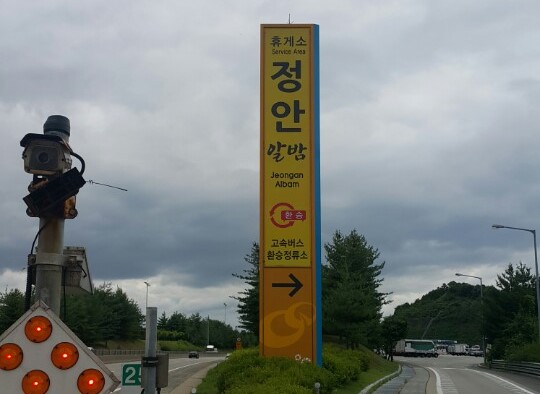 휴게소
Service Area
정
안
알밤
Jeongan
Albam
환승
고속버스
환승정류소
2